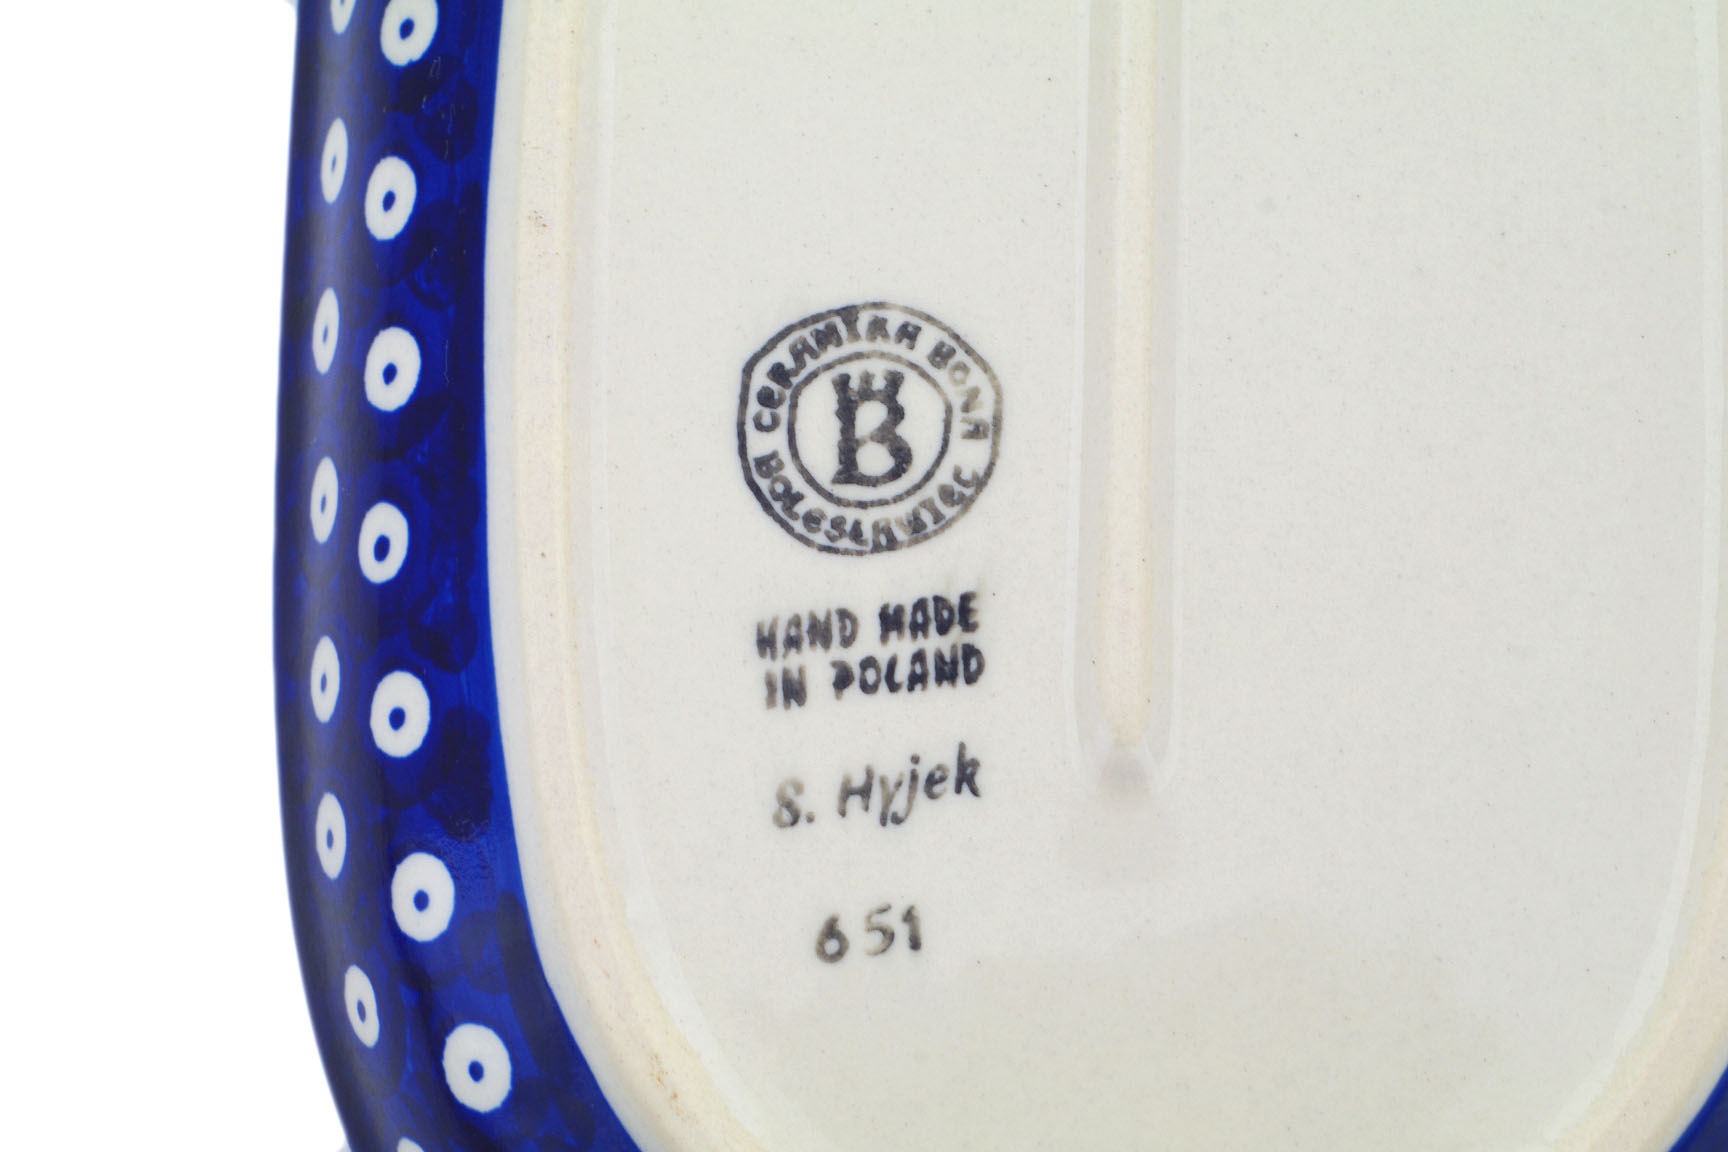 CERAMIKA BONA
BOLESŁAWIEC
B
HAND MADE
IN POLAND
S. Hyjek
651